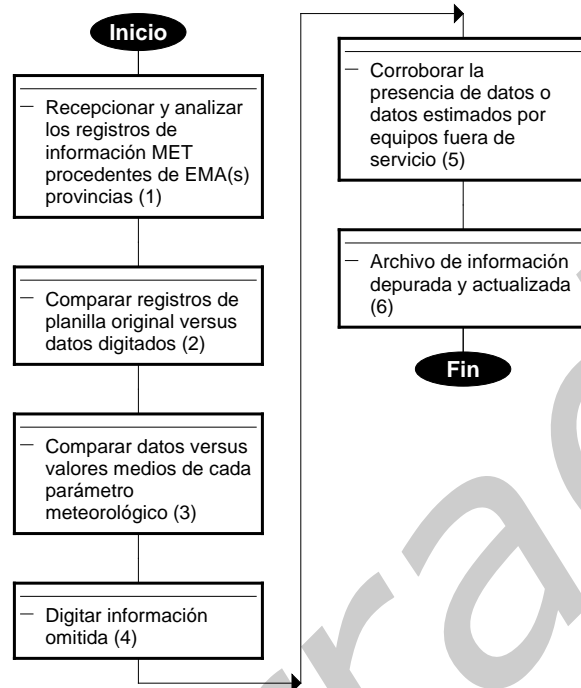 Inicio
— Recepcionar y analizar
los registros de
información MET
procedentes de EMA(s)
provincias (1)
— Comparar registros de
planilla original versus
datos digitados (2)
— Comparar datos versus
valores medios de cada
parámetro
meteorológico (3)
— Digitar información
omitida (4)
— Corroborar la
presencia de datos o
datos estimados por
equipos fuera de
servicio (5)
— Archivo de información
depurada y actualizada
(6)
Fin